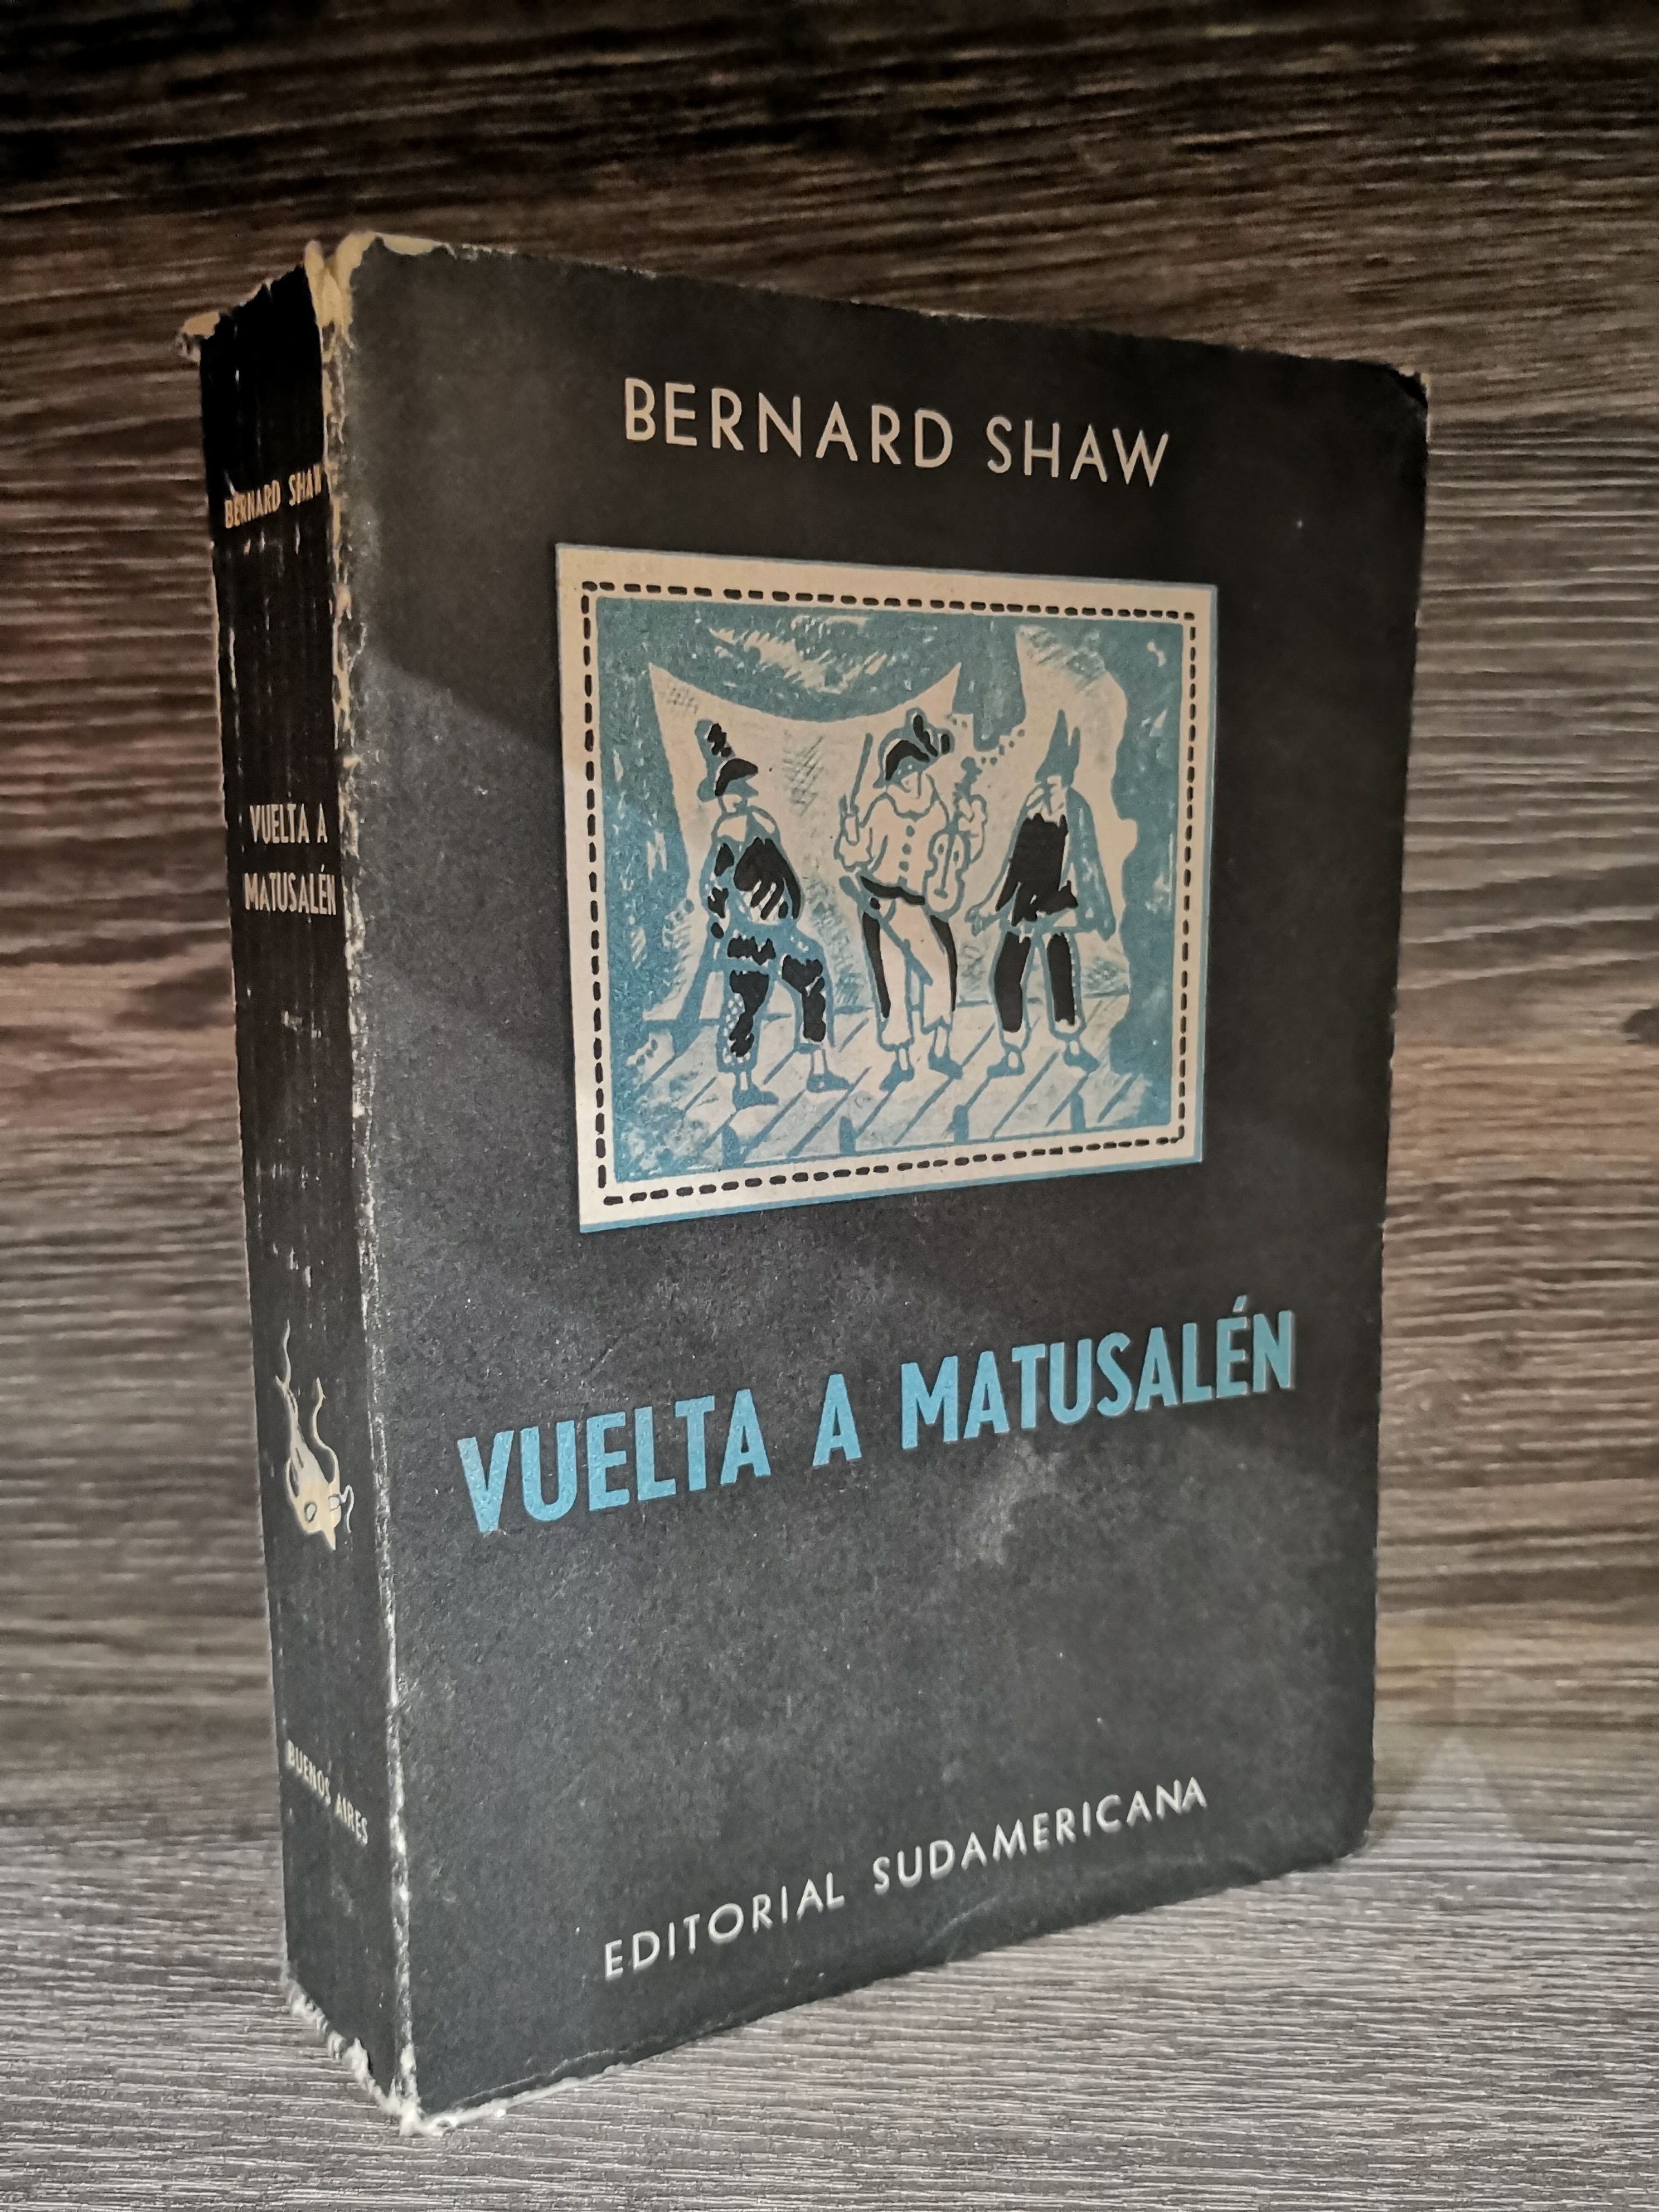 BERNARD SHAW
VUELTA A MATUSALÉN
EDITORIAL SUDAMERICANA
BERNARD SHAW
VUELTA A
MATUSALÉN
BUENOS AIRES